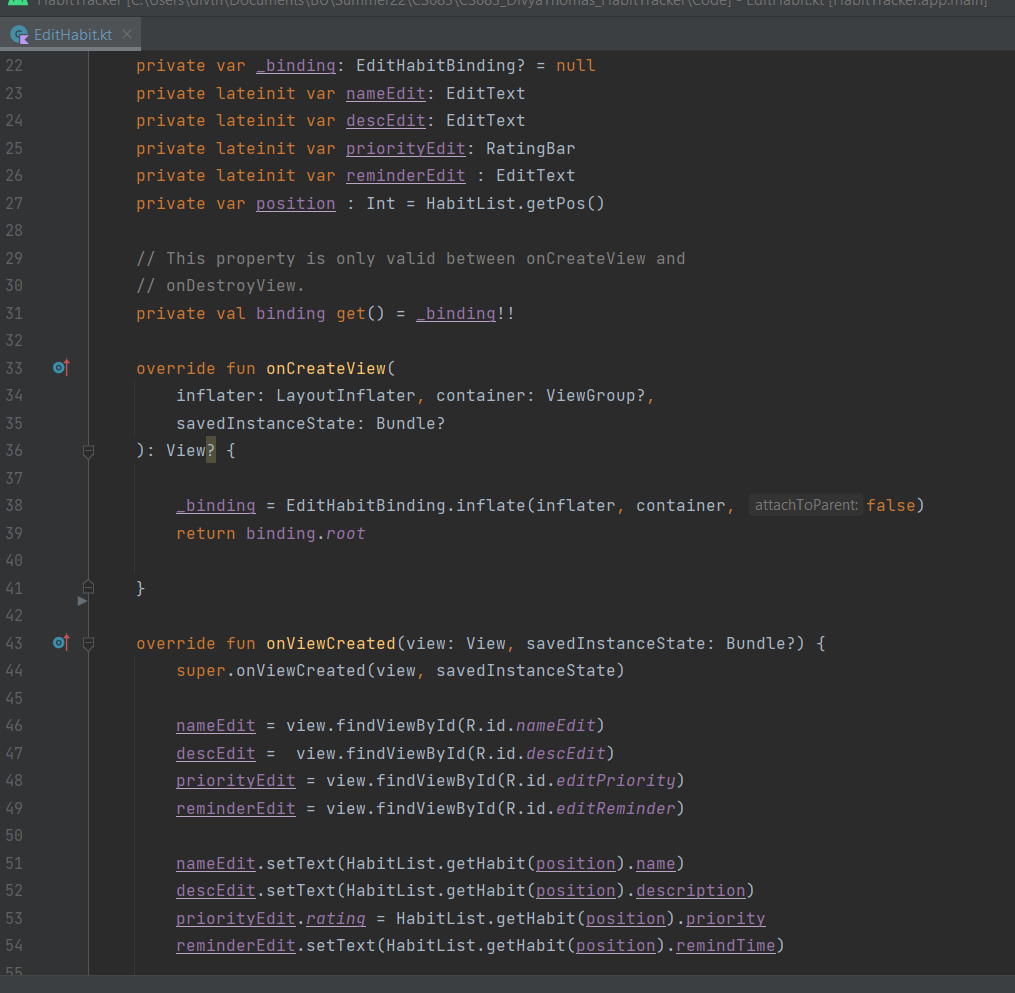 HabitTracker [C:\Users\divth\Documents\BU\Summer22\CS683\CS683_DivyaThomas_HabitTracker\Code] - EditHabit.kt [HabitTracker.app.main]
EditHabit.kt
22 private var _binding: EditHabitBinding? = null
23 private lateinit var nameEdit: EditText
24 private lateinit var descEdit: EditText
25 private lateinit var priorityEdit: RatingBar
26 private lateinit var reminderEdit : EditText
27 private var position : Int = HabitList.getPos()
28
29 // This property is only valid between onCreateView and
30 // onDestroyView.
31 private val binding get() = _binding!!
32
33 override fun onCreateView(
34 inflater: LayoutInflater, container: ViewGroup?,
35 savedInstanceState: Bundle?
36 ): View? {
37
38 _binding = EditHabitBinding.inflate(inflater, container, attachToParent: false)
39 return binding.root
40
41 }
42
43 override fun onViewCreated(view: View, savedInstanceState: Bundle?) {
44 super.onViewCreated(view, savedInstanceState)
45
46 nameEdit = view.findViewById(R.id.nameEdit)
47 descEdit =  view.findViewById(R.id.descEdit)
48 priorityEdit = view.findViewById(R.id.editPriority)
49 reminderEdit = view.findViewById(R.id.editReminder)
50
51 nameEdit.setText(HabitList.getHabit(position).name)
52 descEdit.setText(HabitList.getHabit(position).description)
53 priorityEdit.rating = HabitList.getHabit(position).priority
54 reminderEdit.setText(HabitList.getHabit(position).remindTime)
55